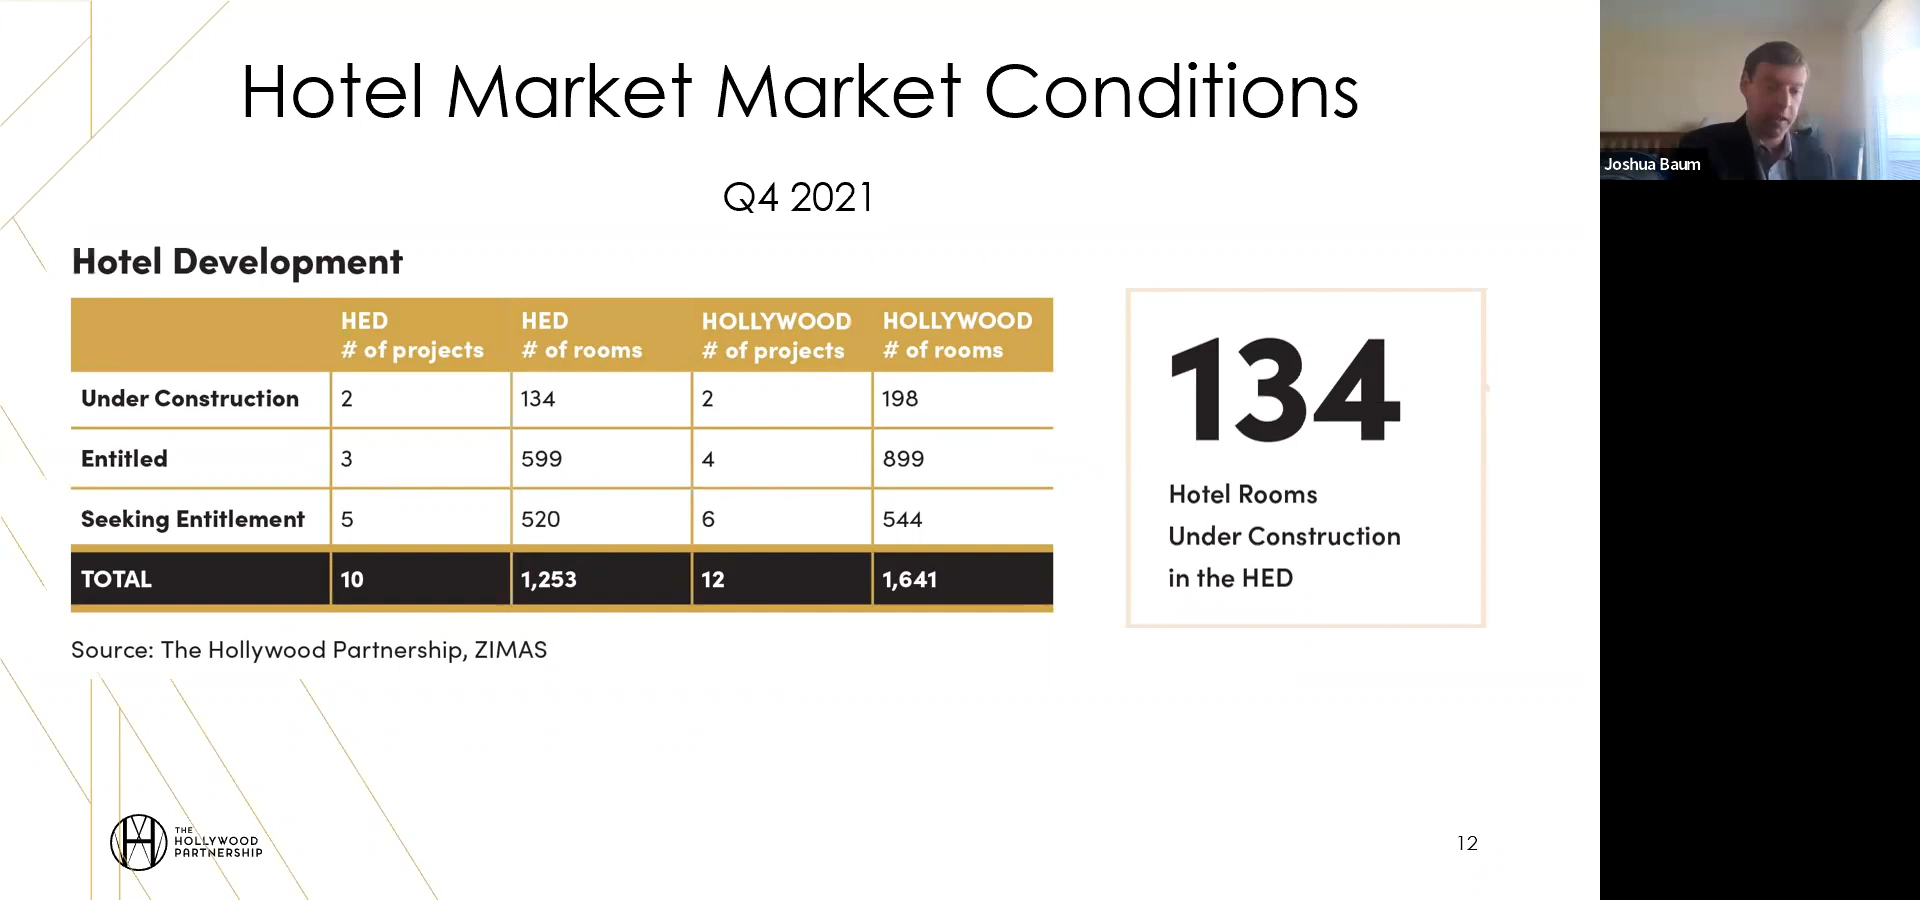 Hotel Market Market Conditions
Q4 2021
Hotel Development
HED # of projects HED # of rooms HOLLYWOOD # of projects HOLLYWOOD # of rooms
Under Construction 2 134 2 198
Entitled 3 599 4 899
Seeking Entitlement 5 520 6 544
TOTAL 10 1,253 12 1,641
Source: The Hollywood Partnership, ZIMAS
134
Hotel Rooms
Under Construction
in the HED
THE
HOLLYWOOD
PARTNERSHIP
12
Joshua Baum